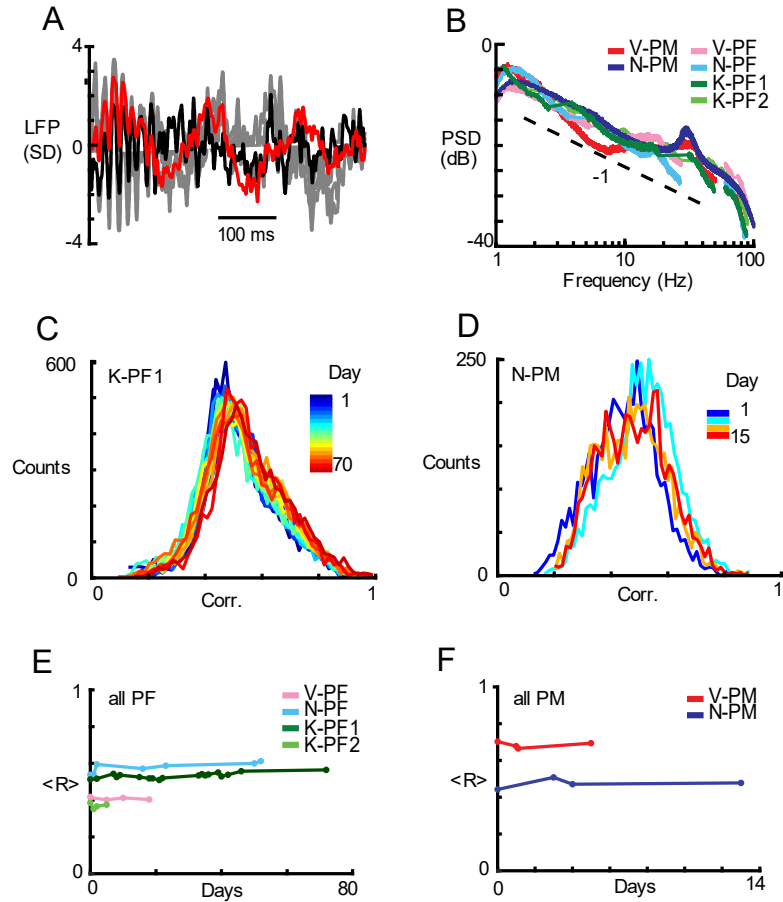 A
4
LFP
(SD)
0
-4
100 ms
B
0
V-PM
V-PF
N-PM
N-PF
K-PF1
K-PF2
PSD
(dB)
-1
-40
1
10
100
Frequency (Hz)
C
600
K-PF1
Day
1
70
Counts
0
0
Corr.
1
D
250
N-PM
Day
1
15
Counts
0
0
Corr.
1
E
1
all PF
V-PF
N-PF
K-PF1
K-PF2
<R>
0
0
Days
80
F
1
all PM
V-PM
N-PM
<R>
0
0
Days
14